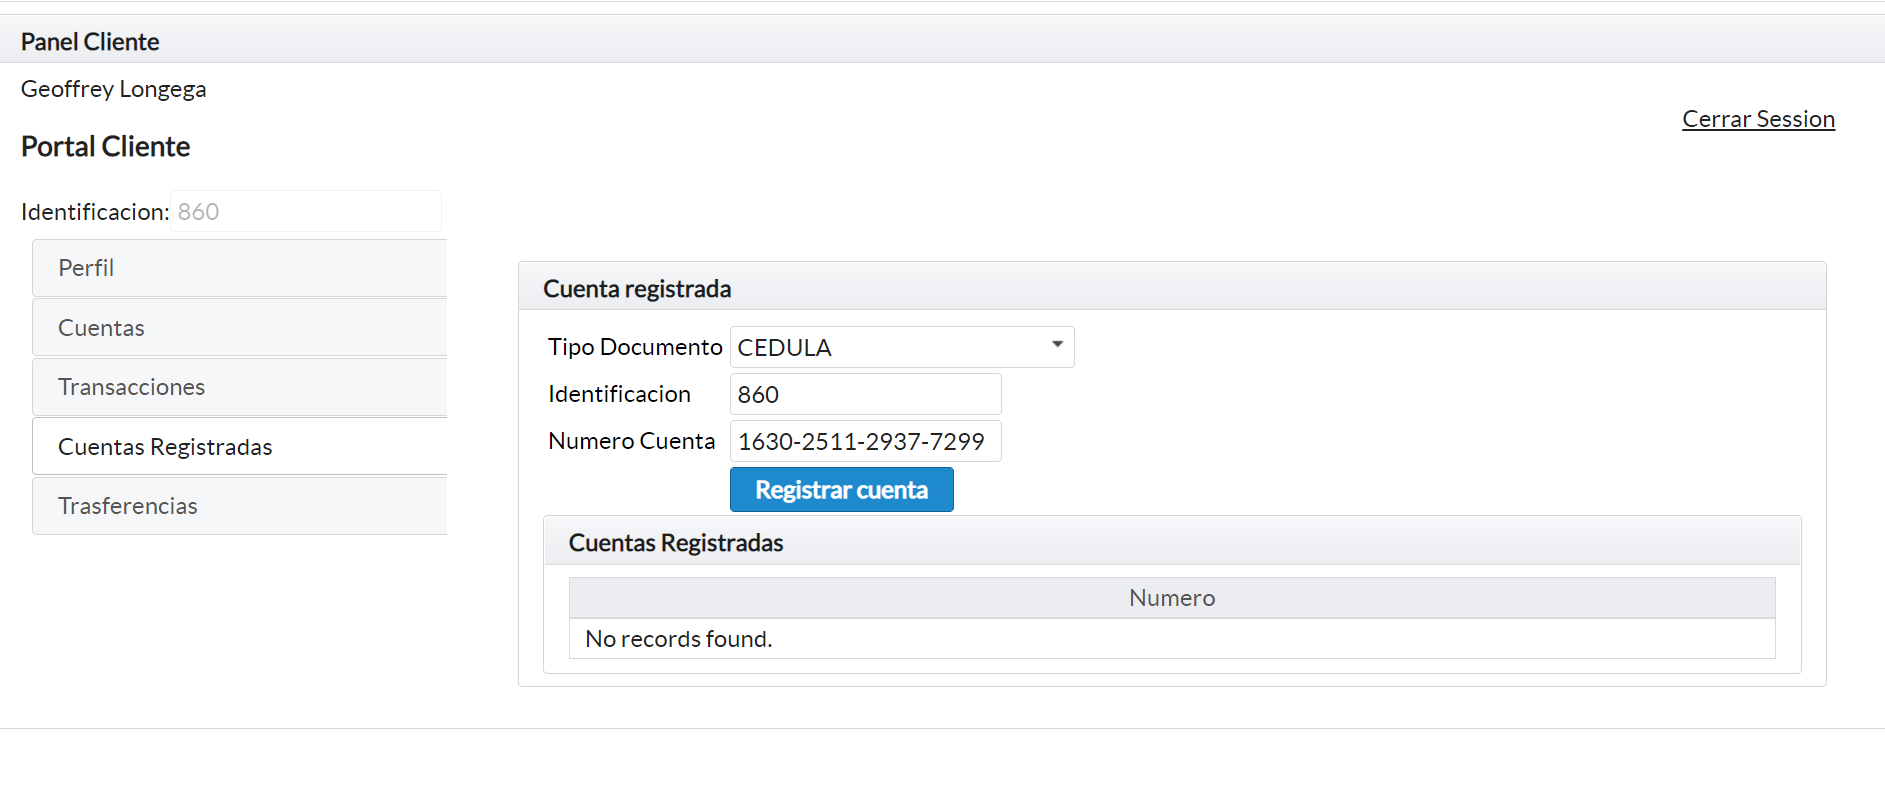 Panel Cliente
Geoffrey Longega
Cerrar Session
Portal Cliente
Identificacion: 860
Perfil
Cuentas
Transacciones
Cuentas Registradas
Trasferencias
Cuenta registrada
Tipo Documento CEDULA
Identificacion 860
Numero Cuenta 1630-2511-2937-7299
Registrar cuenta
Cuentas Registradas
Numero
No records found.